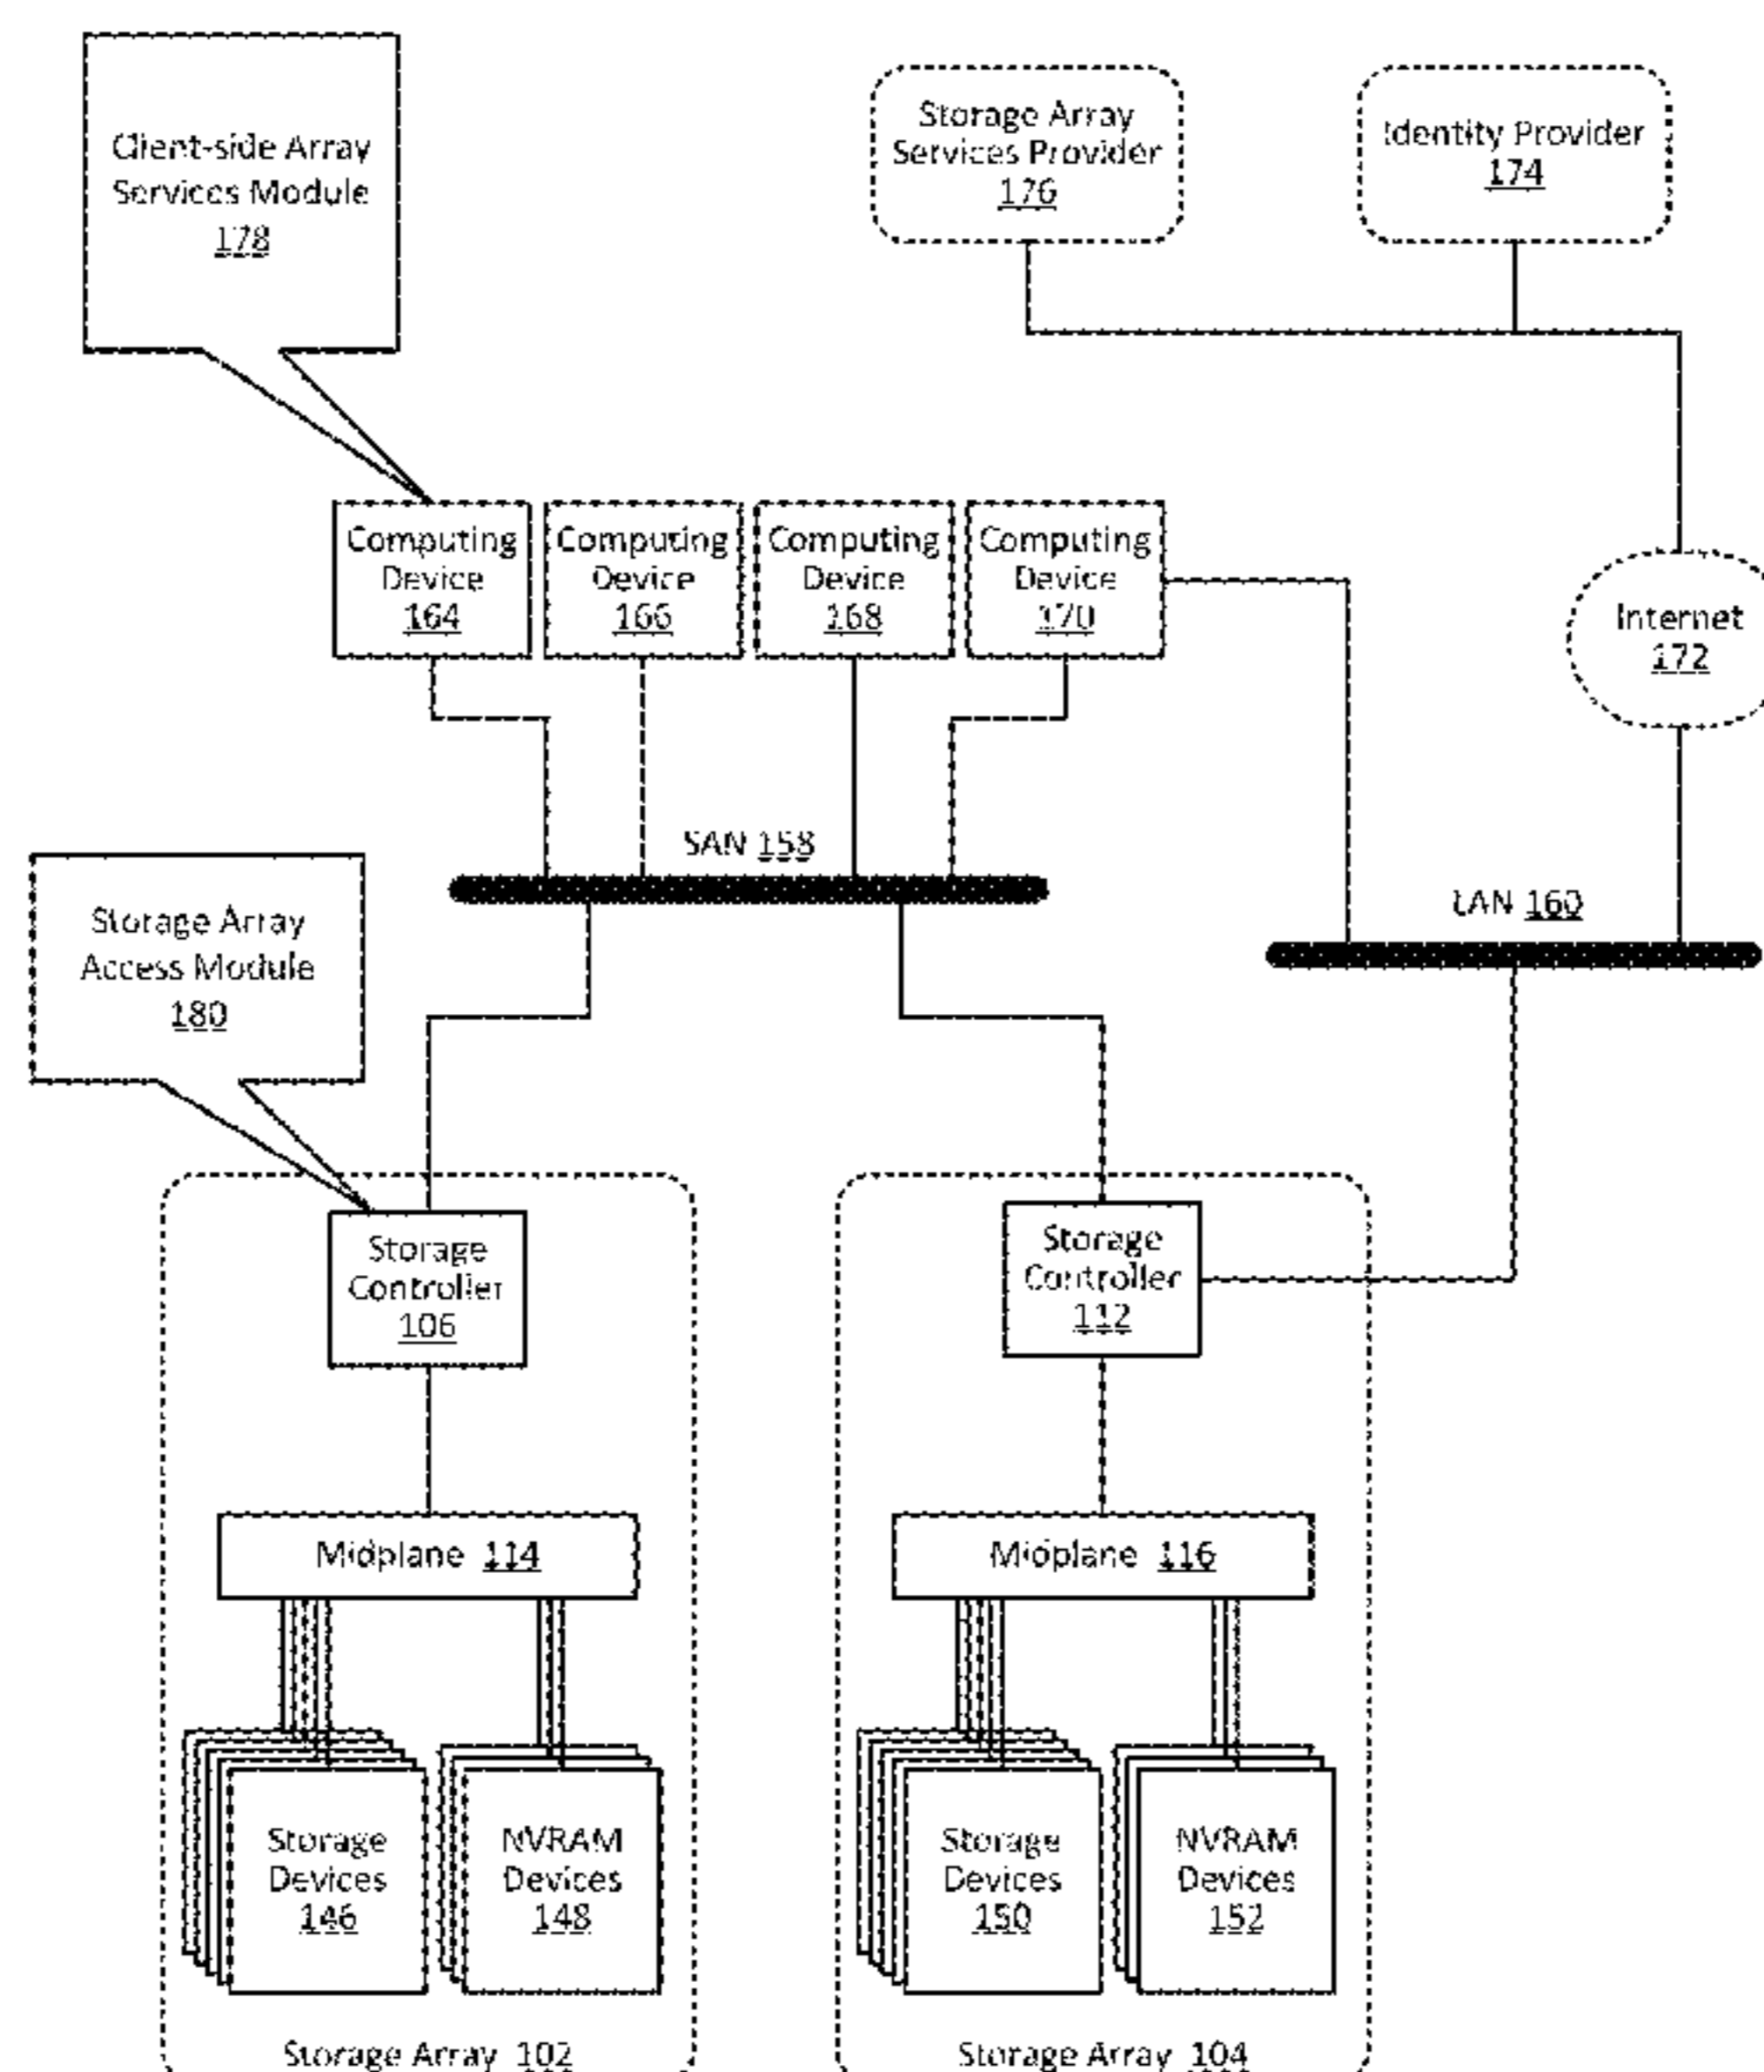 Client-side Array
Services Module
178
Storage Array
Services Provider
176
Identity Provider
174
Computing
Device
164
Computing
Device
166
Computing
Device
168
Computing
Device
170
Internet
172
SAN 158
LAN 160
Storage Array
Access Module
180
Storage
Controller
106
Storage
Controller
112
Midplane 114
Midplane 116
Storage
Devices
146
NVRAM
Devices
148
Storage
Devices
150
NVRAM
Devices
152
Storage Array 102
Storage Array 104